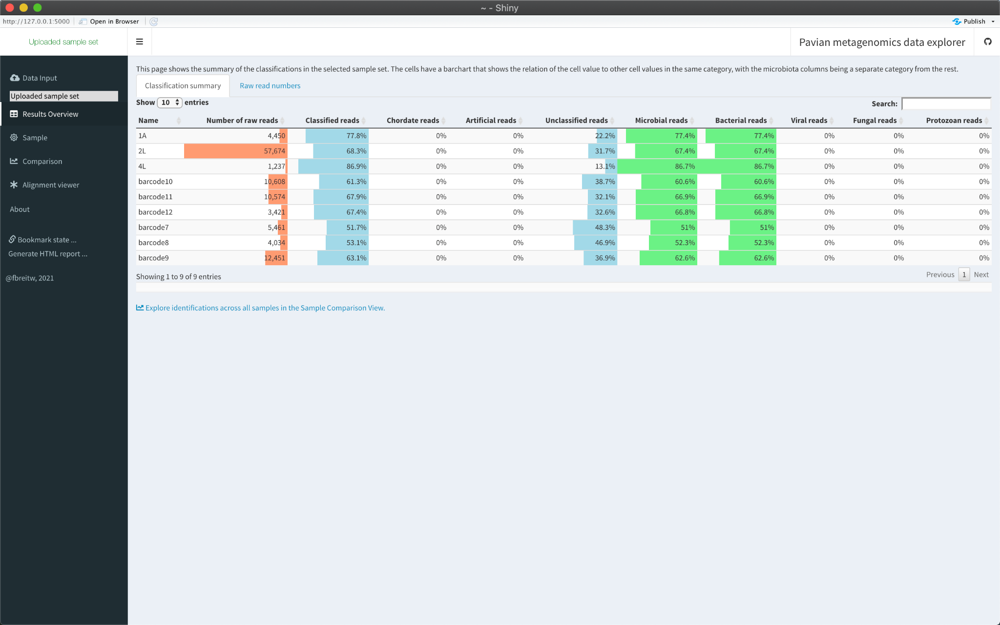 ~ - Shiny
http://127.0.0.1:5000 Open in Browser Publish
Uploaded sample set Pavian metagenomics data explorer
Data Input
Uploaded sample set
Results Overview
Sample
Comparison
Alignment viewer
About
Bookmark state ...
Generate HTML report ...
@fbreitw, 2021
This page shows the summary of the classifications in the selected sample set. The cells have a barchart that shows the relation of the cell value to other cell values in the same category, with the microbiota columns being a separate category from the rest.
Classification summary Raw read numbers
Show 10 entries Search:
Name Number of raw reads Classified reads Chordate reads Artificial reads Unclassified reads Microbial reads Bacterial reads Viral reads Fungal reads Protozoan reads
1A 4,450 77.8% 0% 0% 22.2% 77.4% 77.4% 0% 0% 0%
2L 57,674 68.3% 0% 0% 31.7% 67.4% 67.4% 0% 0% 0%
4L 1,237 86.9% 0% 0% 13.1% 86.7% 86.7% 0% 0% 0%
barcode10 10,608 61.3% 0% 0% 38.7% 60.6% 60.6% 0% 0% 0%
barcode11 10,574 67.9% 0% 0% 32.1% 66.9% 66.9% 0% 0% 0%
barcode12 3,421 67.4% 0% 0% 32.6% 66.8% 66.8% 0% 0% 0%
barcode7 5,461 51.7% 0% 0% 48.3% 51% 51% 0% 0% 0%
barcode8 4,034 53.1% 0% 0% 46.9% 52.3% 52.3% 0% 0% 0%
barcode9 12,451 63.1% 0% 0% 36.9% 62.6% 62.6% 0% 0% 0%
Showing 1 to 9 of 9 entries Previous 1 Next
Explore identifications across all samples in the Sample Comparison View.